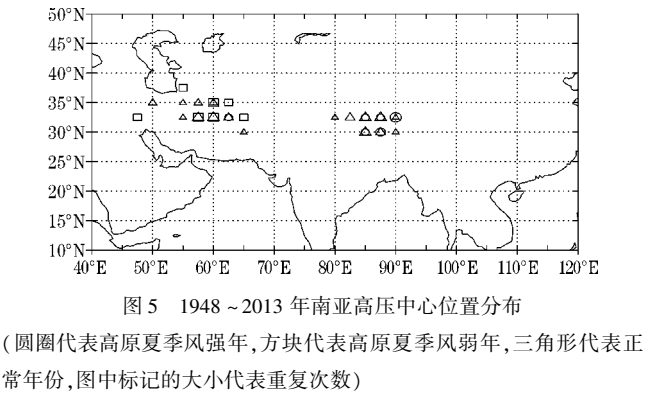 50°N
45°N
40°N
35°N
30°N
25°N
20°N
15°N
10°N
40°E 50°E 60°E 70°E 80°E 90°E 100°E 110°E 120°E
图 5 1948 ~ 2013 年南亚高压中心位置分布
(圆圈代表高原夏季风强年,方块代表高原夏季风弱年,三角形代表正
常年份,图中标记的大小代表重复次数)